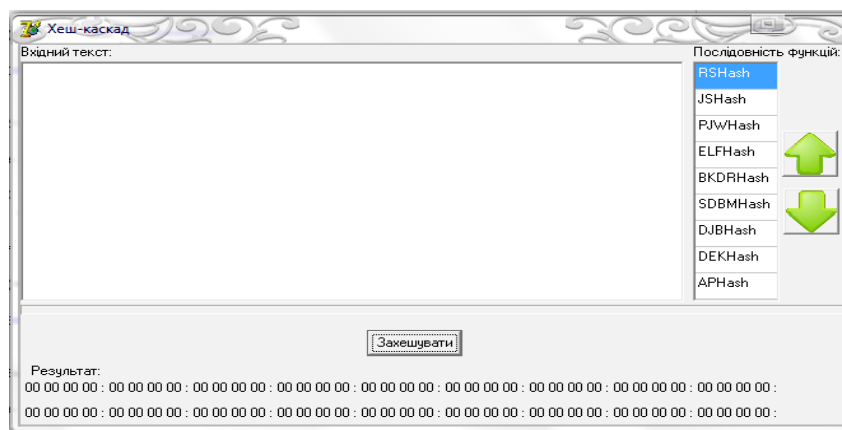 Хеш-каскад
Вхідний текст:
Послідовність функцій:
RSHash
JSHash
PJWHash
ELFHash
BKDRHash
SDBMHash
DJBHash
DEKHash
APHash
Захешувати
Результат:
00 00 00 00 : 00 00 00 00 : 00 00 00 00 : 00 00 00 00 : 00 00 00 00 : 00 00 00 00 : 00 00 00 00 : 00 00 00 00 : 00 00 00 00 :
00 00 00 00 : 00 00 00 00 : 00 00 00 00 : 00 00 00 00 : 00 00 00 00 : 00 00 00 00 : 00 00 00 00 : 00 00 00 00 : 00 00 00 00 :